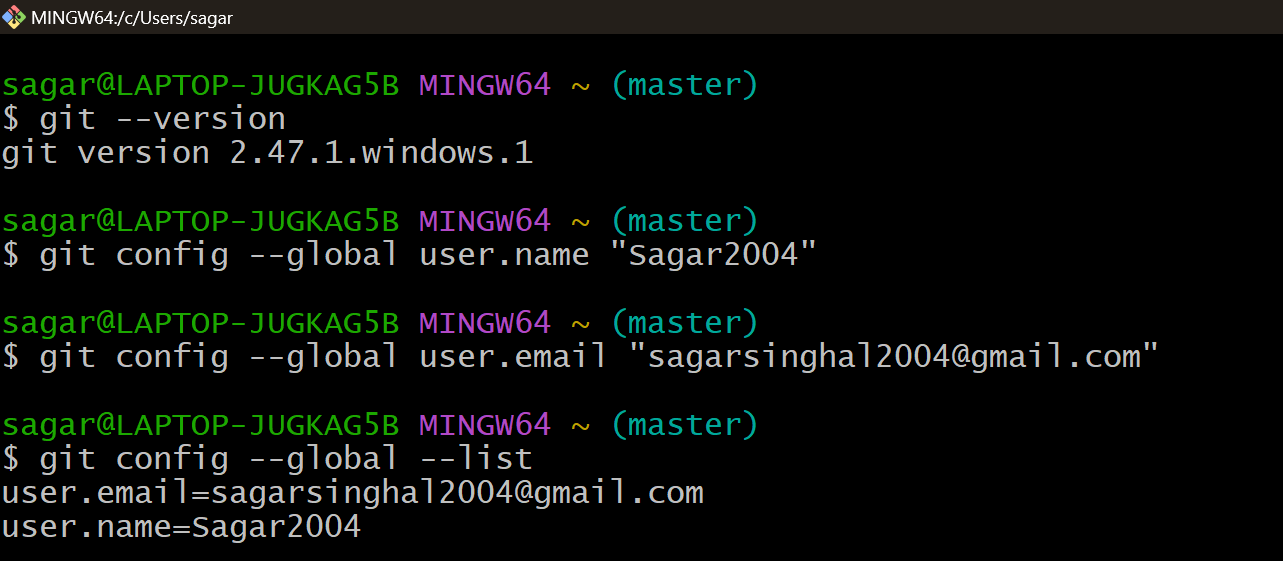 MINGW64:/c/Users/sagar
sagar@LAPTOP-JUGKAG5B MINGW64 ~ (master)
$ git --version
git version 2.47.1.windows.1
sagar@LAPTOP-JUGKAG5B MINGW64 ~ (master)
$ git config --global user.name "Sagar2004"
sagar@LAPTOP-JUGKAG5B MINGW64 ~ (master)
$ git config --global user.email "sagarsinghal2004@gmail.com"
sagar@LAPTOP-JUGKAG5B MINGW64 ~ (master)
$ git config --global --list
user.email=sagarsinghal2004@gmail.com
user.name=Sagar2004